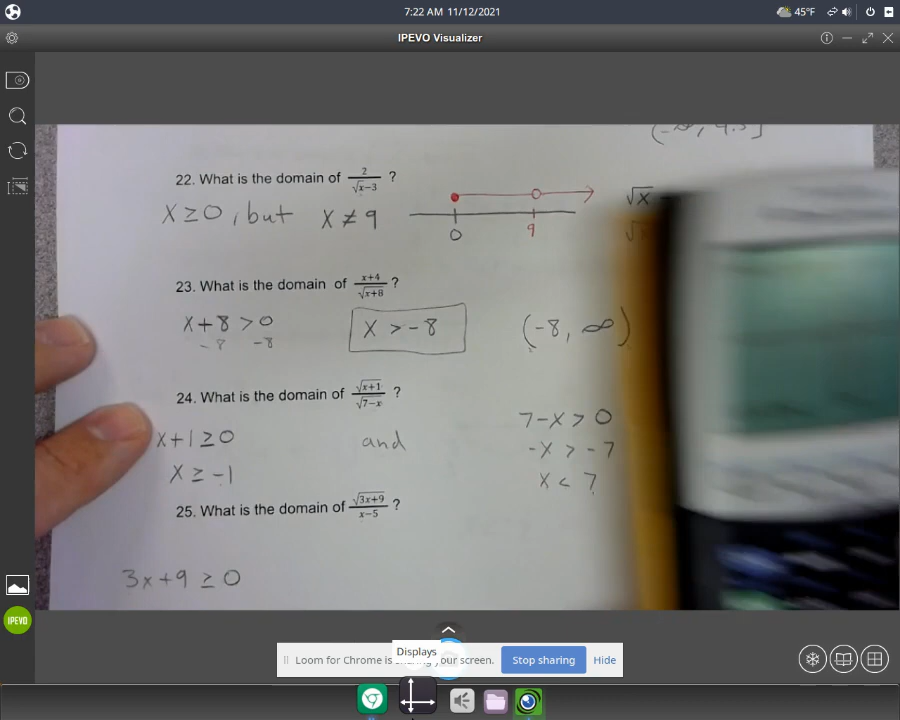 7:22 AM 11/12/2021
45°F
IPEVO Visualizer
22. What is the domain of 2/(√x−3) ?
x ≥ 0, but x ≠ 9
0 9
√x
23. What is the domain of (x+4)/√(x+8) ?
x+8 > 0
-8 -8
x > -8
(-8, ∞)
24. What is the domain of √(x+1)/√(7−x) ?
x+1 ≥ 0 and 7-x > 0
x ≥ -1
-x > -7
x < 7
25. What is the domain of √(3x+9)/(x−5) ?
3x+9 ≥ 0
IPEVO
Displays
Loom for Chrome is sharing your screen.
Stop sharing
Hide